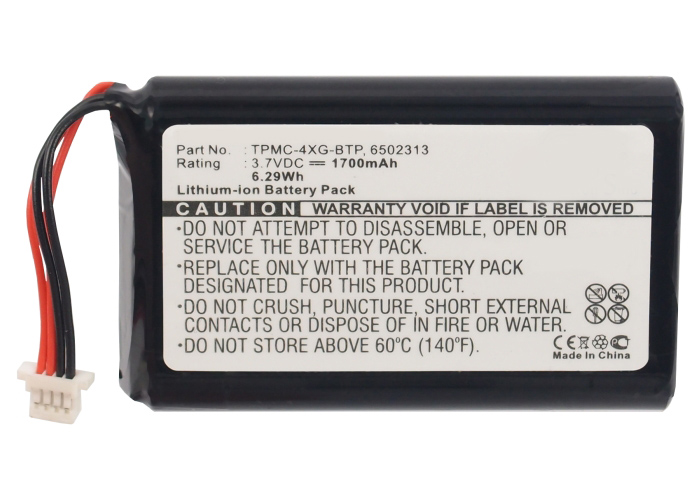 Part No. : TPMC-4XG-BTP, 6502313
Rating : 3.7VDC ⎓ 1700mAh
6.29Wh
Lithium-ion Battery Pack
CAUTION WARRANTY VOID IF LABEL IS REMOVED
•DO NOT ATTEMPT TO DISASSEMBLE, OPEN OR
SERVICE THE BATTERY PACK.
•REPLACE ONLY WITH THE BATTERY PACK
DESIGNATED FOR THIS PRODUCT.
•DO NOT CRUSH, PUNCTURE, SHORT EXTERNAL
CONTACTS OR DISPOSE OF IN FIRE OR WATER.
•DO NOT STORE ABOVE 60°C (140°F).
CE
Made In China